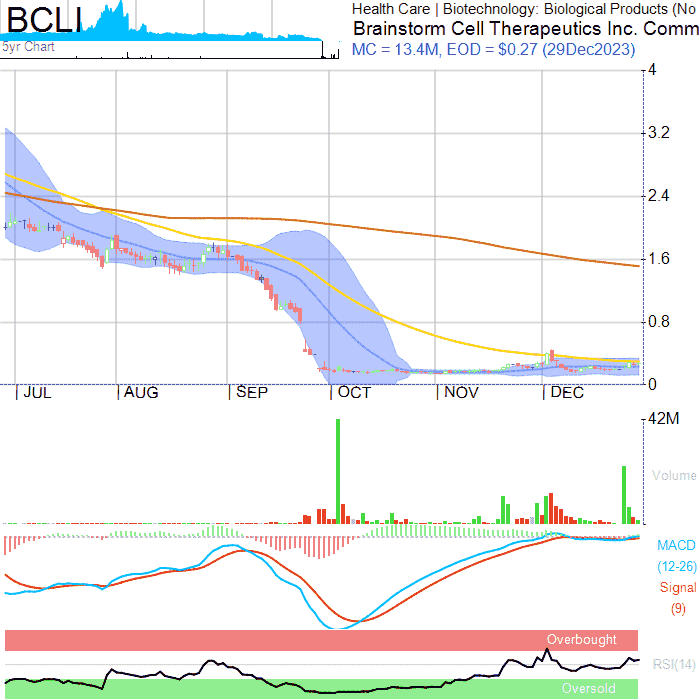 BCLI
5yr Chart
Health Care | Biotechnology: Biological Products (No
Brainstorm Cell Therapeutics Inc. Comm
MC = 13.4M, EOD = $0.27 (29Dec2023)
4
3.2
2.4
1.6
0.8
0
JUL
AUG
SEP
OCT
NOV
DEC
42M
Volume
MACD
(12-26)
Signal
(9)
Overbought
RSI(14)
Oversold